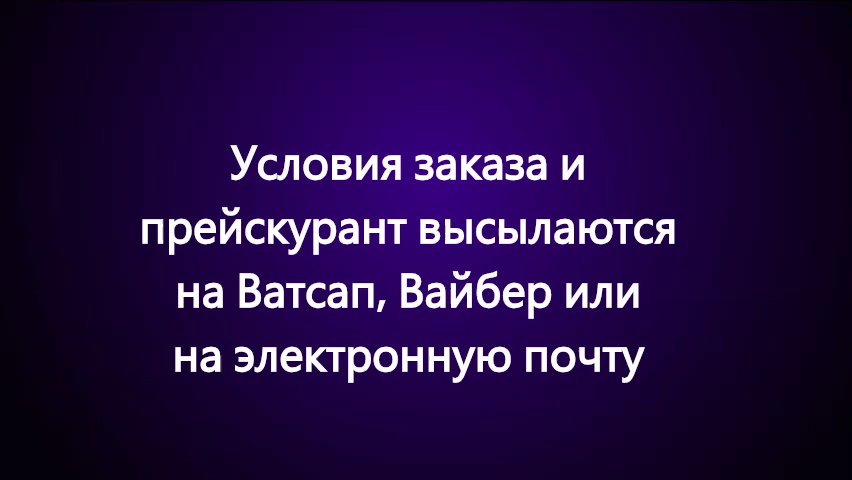 Условия заказа и
прейскурант высылаются
на Ватсап, Вайбер или
на электронную почту